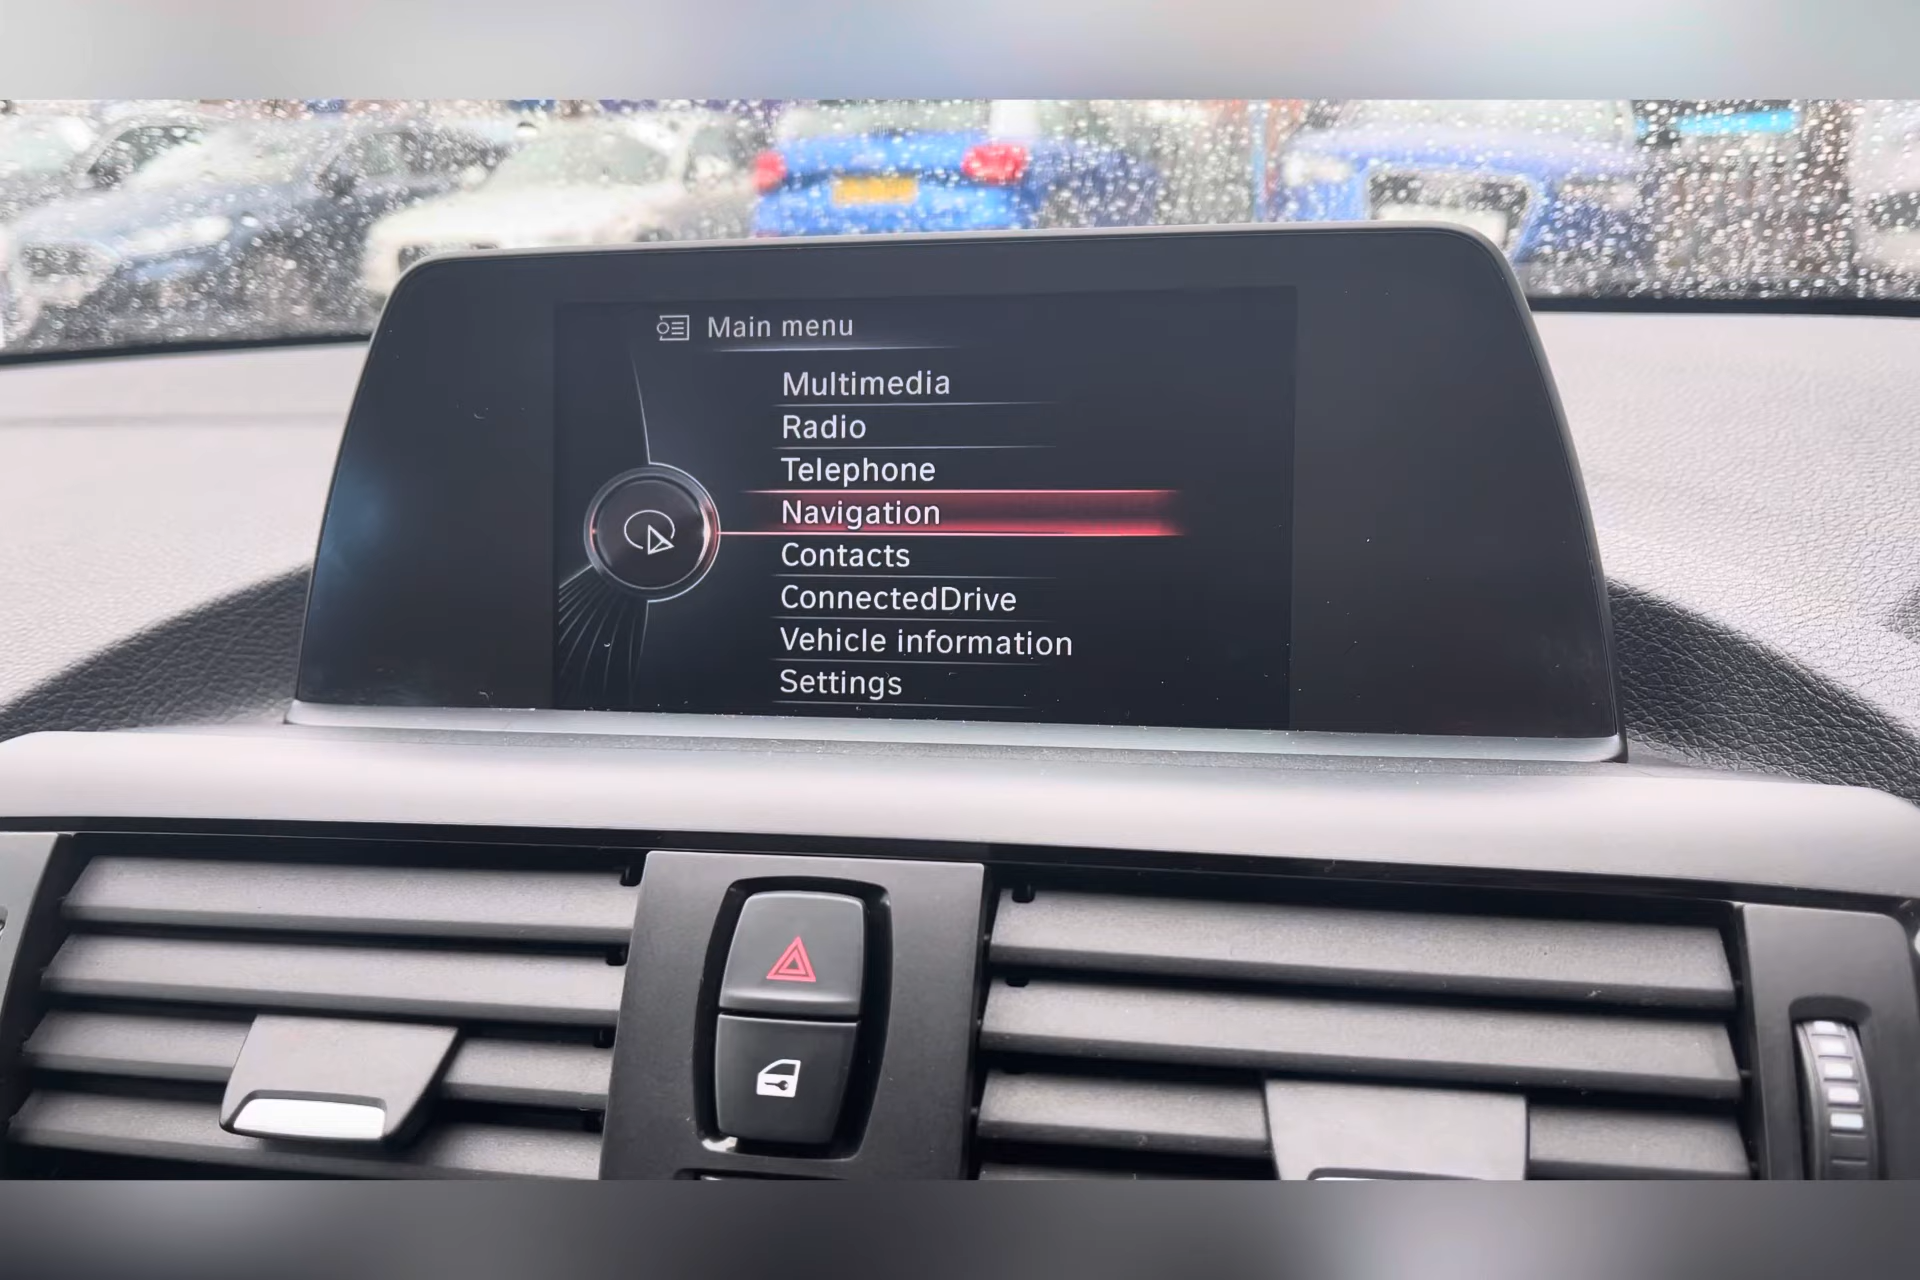 Main menu
Multimedia
Radio
Telephone
Navigation
Contacts
ConnectedDrive
Vehicle information
Settings